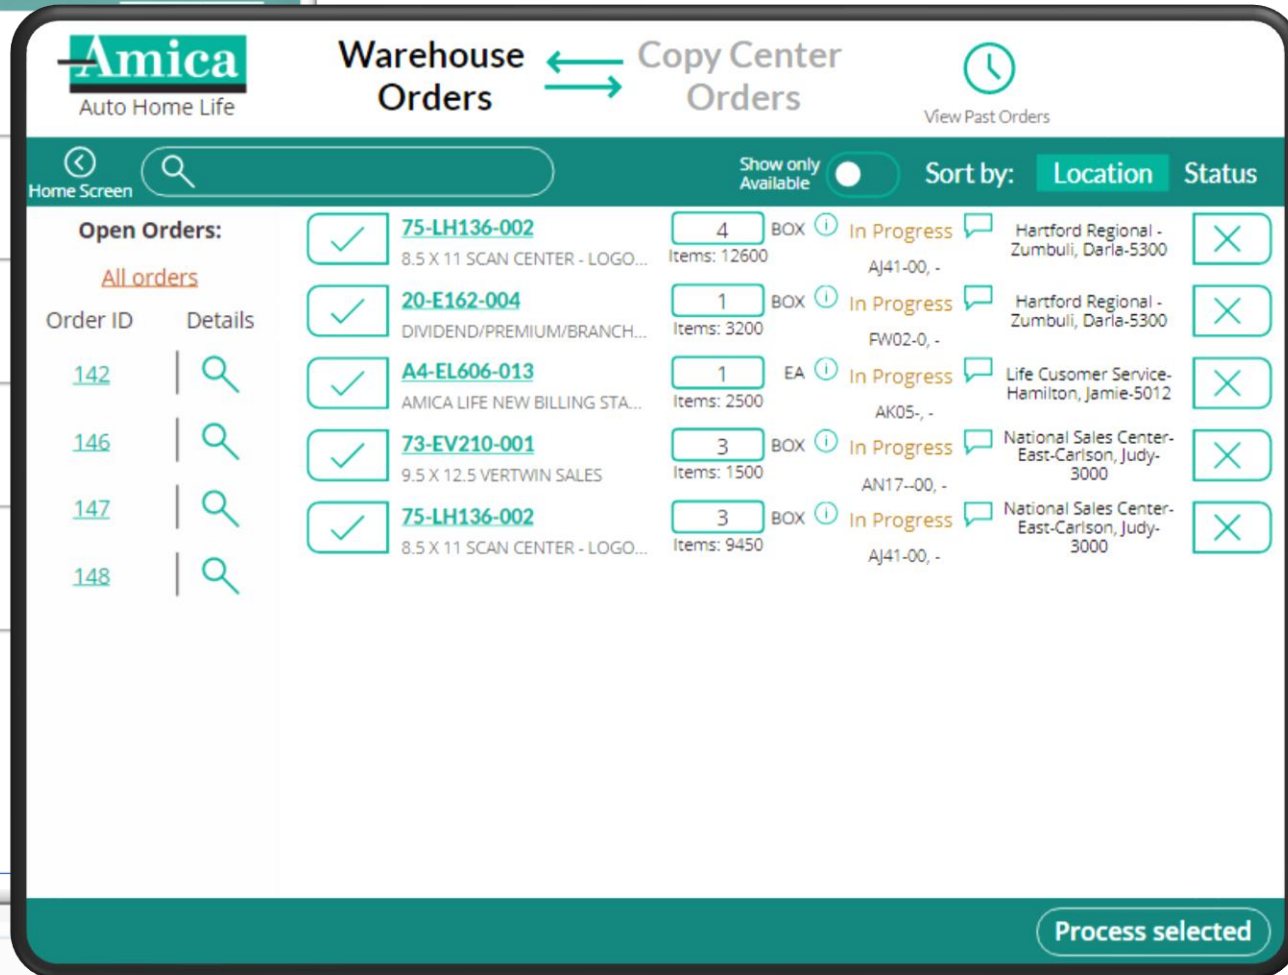 Amica
Auto Home Life
Warehouse
Orders
Copy Center
Orders
View Past Orders
Home Screen
Show only
Available
Sort by:
Location
Status
Open Orders:
All orders
Order ID
Details
142
146
147
148
75-LH136-002
8.5 X 11 SCAN CENTER - LOGO...
4
BOX
Items: 12600
In Progress
AJ41-00, -
Hartford Regional -
Zumbuli, Darla-5300
20-E162-004
DIVIDEND/PREMIUM/BRANCH...
1
BOX
Items: 3200
In Progress
FW02-0, -
Hartford Regional -
Zumbuli, Darla-5300
A4-EL606-013
AMICA LIFE NEW BILLING STA...
1
EA
Items: 2500
In Progress
AK05-, -
Life Cusomer Service-
Hamilton, Jamie-5012
73-EV210-001
9.5 X 12.5 VERTWIN SALES
3
BOX
Items: 1500
In Progress
AN17--00, -
National Sales Center-
East-Carlson, Judy-
3000
75-LH136-002
8.5 X 11 SCAN CENTER - LOGO...
3
BOX
Items: 9450
In Progress
AJ41-00, -
National Sales Center-
East-Carlson, Judy-
3000
Process selected